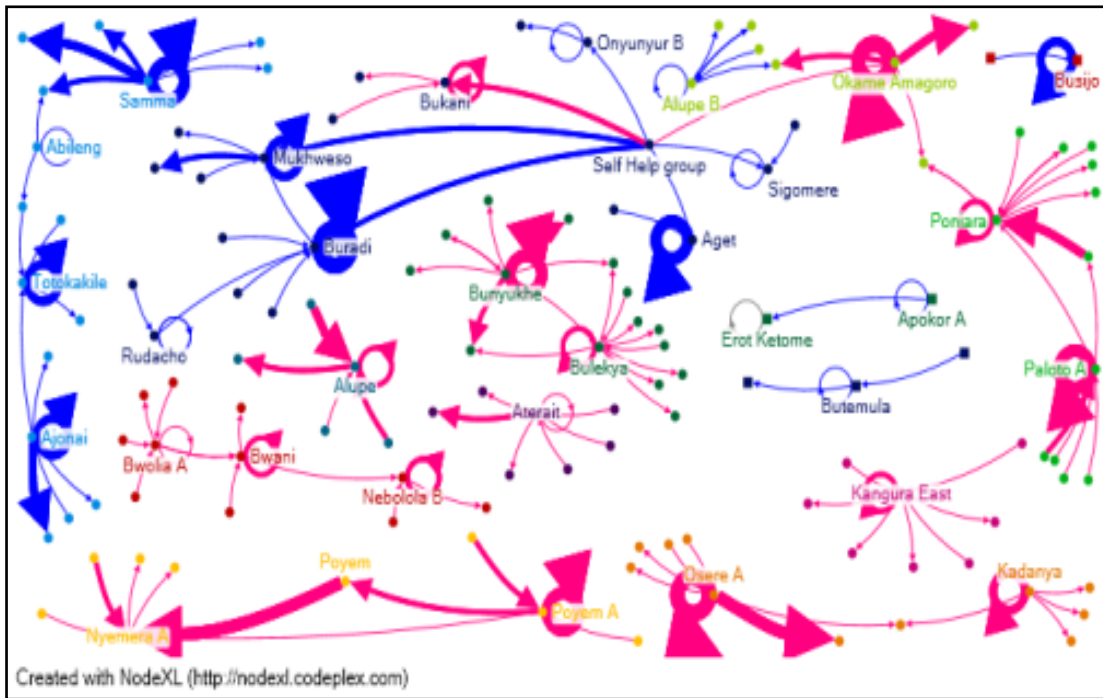 Onyunyur B
Okame Amagoro
Busijo
Samma
Bukani
Alupe B
Abileng
Mukhweso
Self Help group
Sigomere
Buradi
Aget
Totokakile
Bunyukhe
Apokor A
Erot Ketome
Rudacho
Alupe
Bulekya
Paloto A
Butemula
Aterait
Ajonai
Bwolia A
Bwani
Nebolola B
Kangura East
Poyem
Osere A
Kadanya
Poyem A
Nyemera A
Created with NodeXL (http://nodexl.codeplex.com)